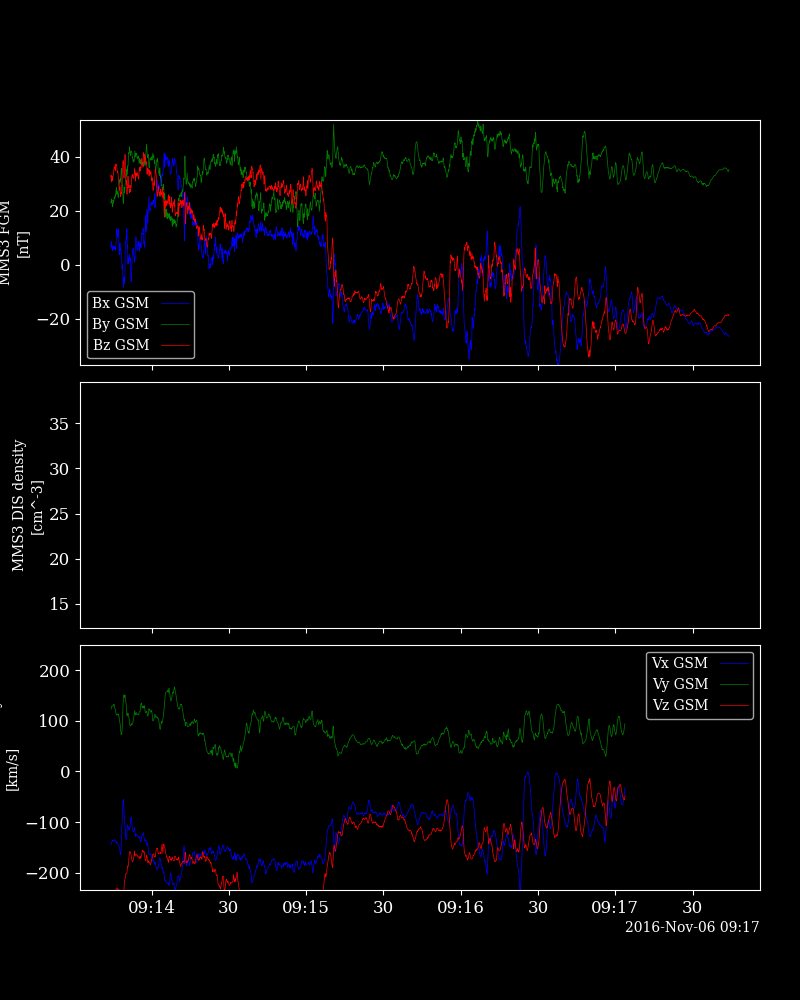 MMS3 FGM
[nT]
40
20
0
−20
Bx GSM
By GSM
Bz GSM
MMS3 DIS density
[cm^-3]
35
30
25
20
15
[km/s]
200
100
0
−100
−200
Vx GSM
Vy GSM
Vz GSM
09:14
30
09:15
30
09:16
30
09:17
30
2016-Nov-06 09:17